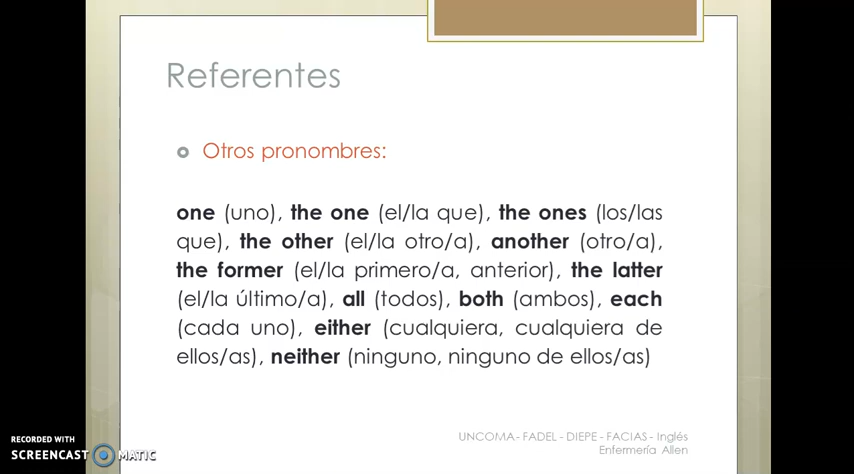 Referentes
Otros pronombres:
one (uno), the one (el/la que), the ones (los/las
que), the other (el/la otro/a), another (otro/a),
the former (el/la primero/a, anterior), the latter
(el/la último/a), all (todos), both (ambos), each
(cada uno), either (cualquiera, cualquiera de
ellos/as), neither (ninguno, ninguno de ellos/as)
UNCOMA- FADEL - DIEPE - FACIAS - Inglés
Enfermería Allen
RECORDED WITH
SCREENCAST MATIC